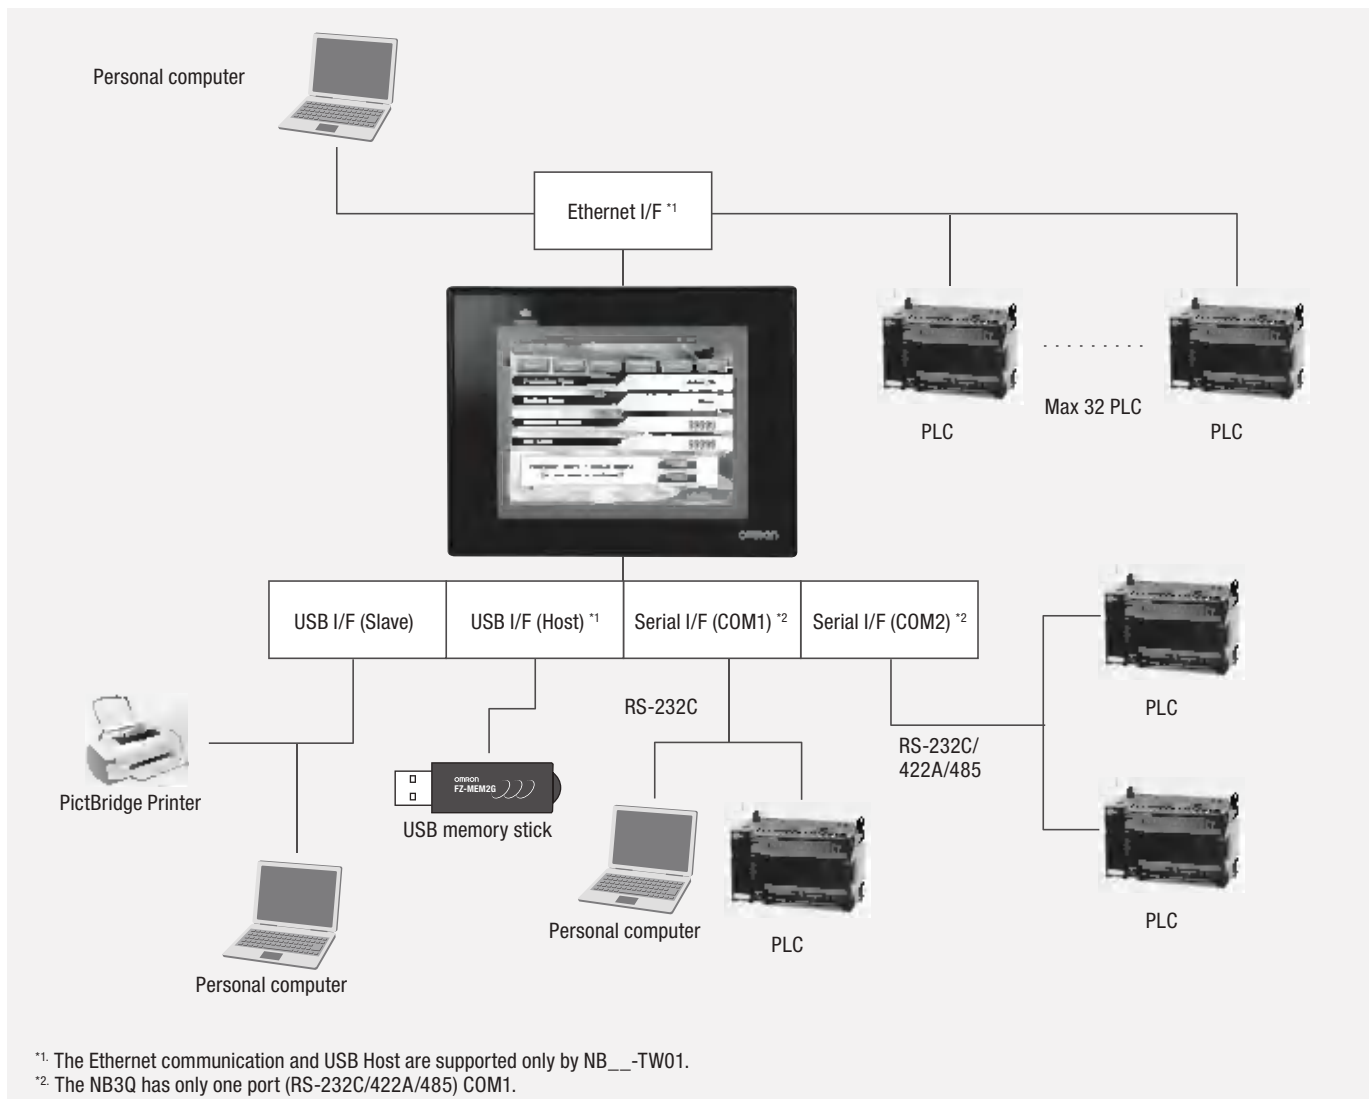 Personal computer
Ethernet I/F *1
PLC
Max 32 PLC
PLC
OMRON
USB I/F (Slave)
USB I/F (Host) *1
Serial I/F (COM1) *2
Serial I/F (COM2) *2
PLC
RS-232C
RS-232C/
422A/485
PictBridge Printer
OMRON
FZ-MEM2G
USB memory stick
Personal computer
PLC
PLC
Personal computer
*1. The Ethernet communication and USB Host are supported only by NB__-TW01.
*2. The NB3Q has only one port (RS-232C/422A/485) COM1.